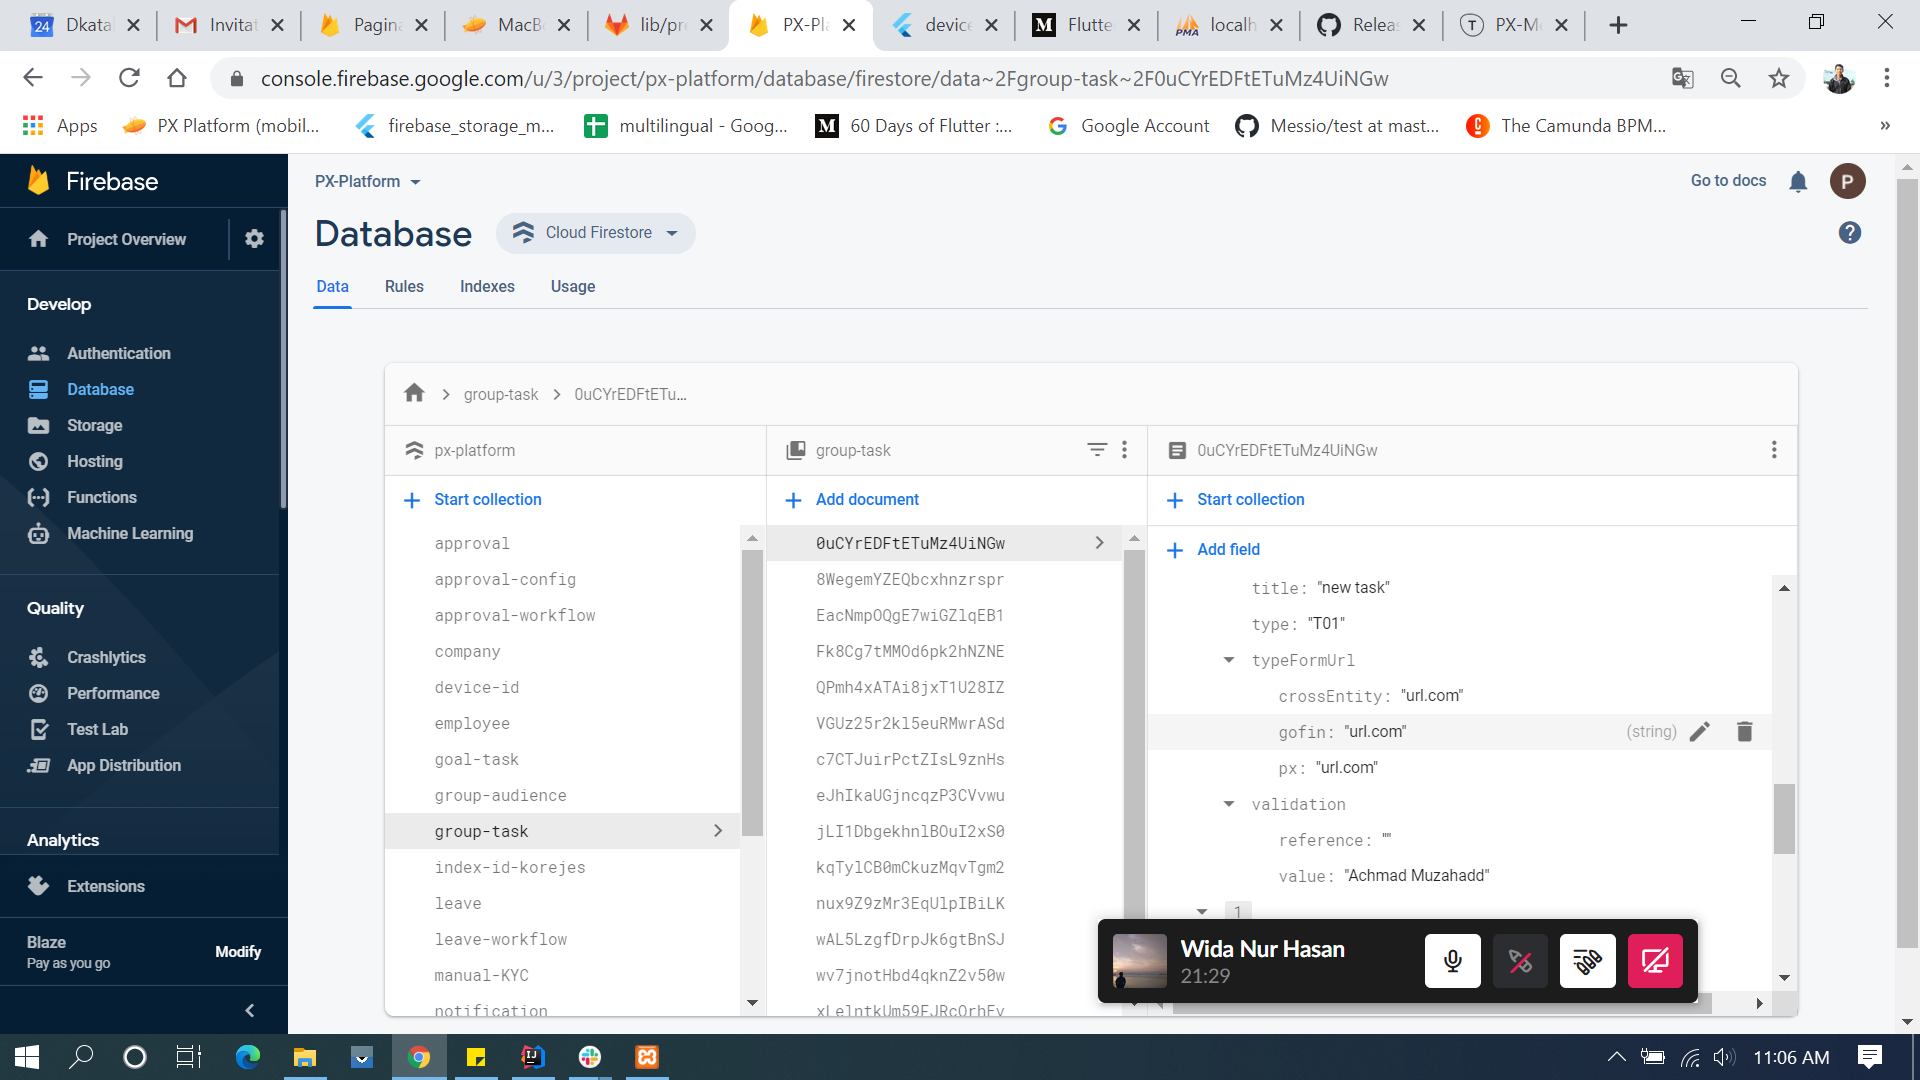 24 Dkatal
Invitat
Pagina
MacBo
lib/pre
PX-Pla
device
Flutte
PMA localh
Releas
T PX-Mo
console.firebase.google.com/u/3/project/px-platform/database/firestore/data~2Fgroup-task~2F0uCYrEDFtETuMz4UiNGw
Apps
PX Platform (mobil...
firebase_storage_m...
multilingual - Goog...
60 Days of Flutter :...
Google Account
Messio/test at mast...
The Camunda BPM...
»
Firebase
PX-Platform
Go to docs
P
Project Overview
Database
Cloud Firestore
?
Data
Rules
Indexes
Usage
Develop
Authentication
Database
Storage
Hosting
Functions
Machine Learning
Quality
Crashlytics
Performance
Test Lab
App Distribution
Analytics
Extensions
Blaze
Pay as you go
Modify
group-task
0uCYrEDFtETu...
px-platform
Start collection
approval
approval-config
approval-workflow
company
device-id
employee
goal-task
group-audience
group-task
index-id-korejes
leave
leave-workflow
manual-KYC
notification
group-task
Add document
0uCYrEDFtETuMz4UiNGw
8WegemYZEQbcxhnzrspr
EacNmpOQgE7wiGZlqEB1
Fk8Cg7tMMOd6pk2hNZNE
QPmh4xATAi8jxT1U28IZ
VGUz25r2kl5euRMwrASd
c7CTJuirPctZIsL9znHs
eJhIkaUGjncqzP3CVvwu
jLI1DbgekhnlBOuI2xS0
kqTylCB0mCkuzMqvTgm2
nux9Z9zMr3EqUlpIBiLK
wAL5LzgfDrpJk6gtBnSJ
wv7jnotHbd4qknZ2v50w
xLelntkUm59FJRcOrhEv
0uCYrEDFtETuMz4UiNGw
Start collection
Add field
title: "new task"
type: "T01"
typeFormUrl
crossEntity: "url.com"
gofin: "url.com" (string)
px: "url.com"
validation
reference: ""
value: "Achmad Muzahadd"
1
Wida Nur Hasan
21:29
11:06 AM